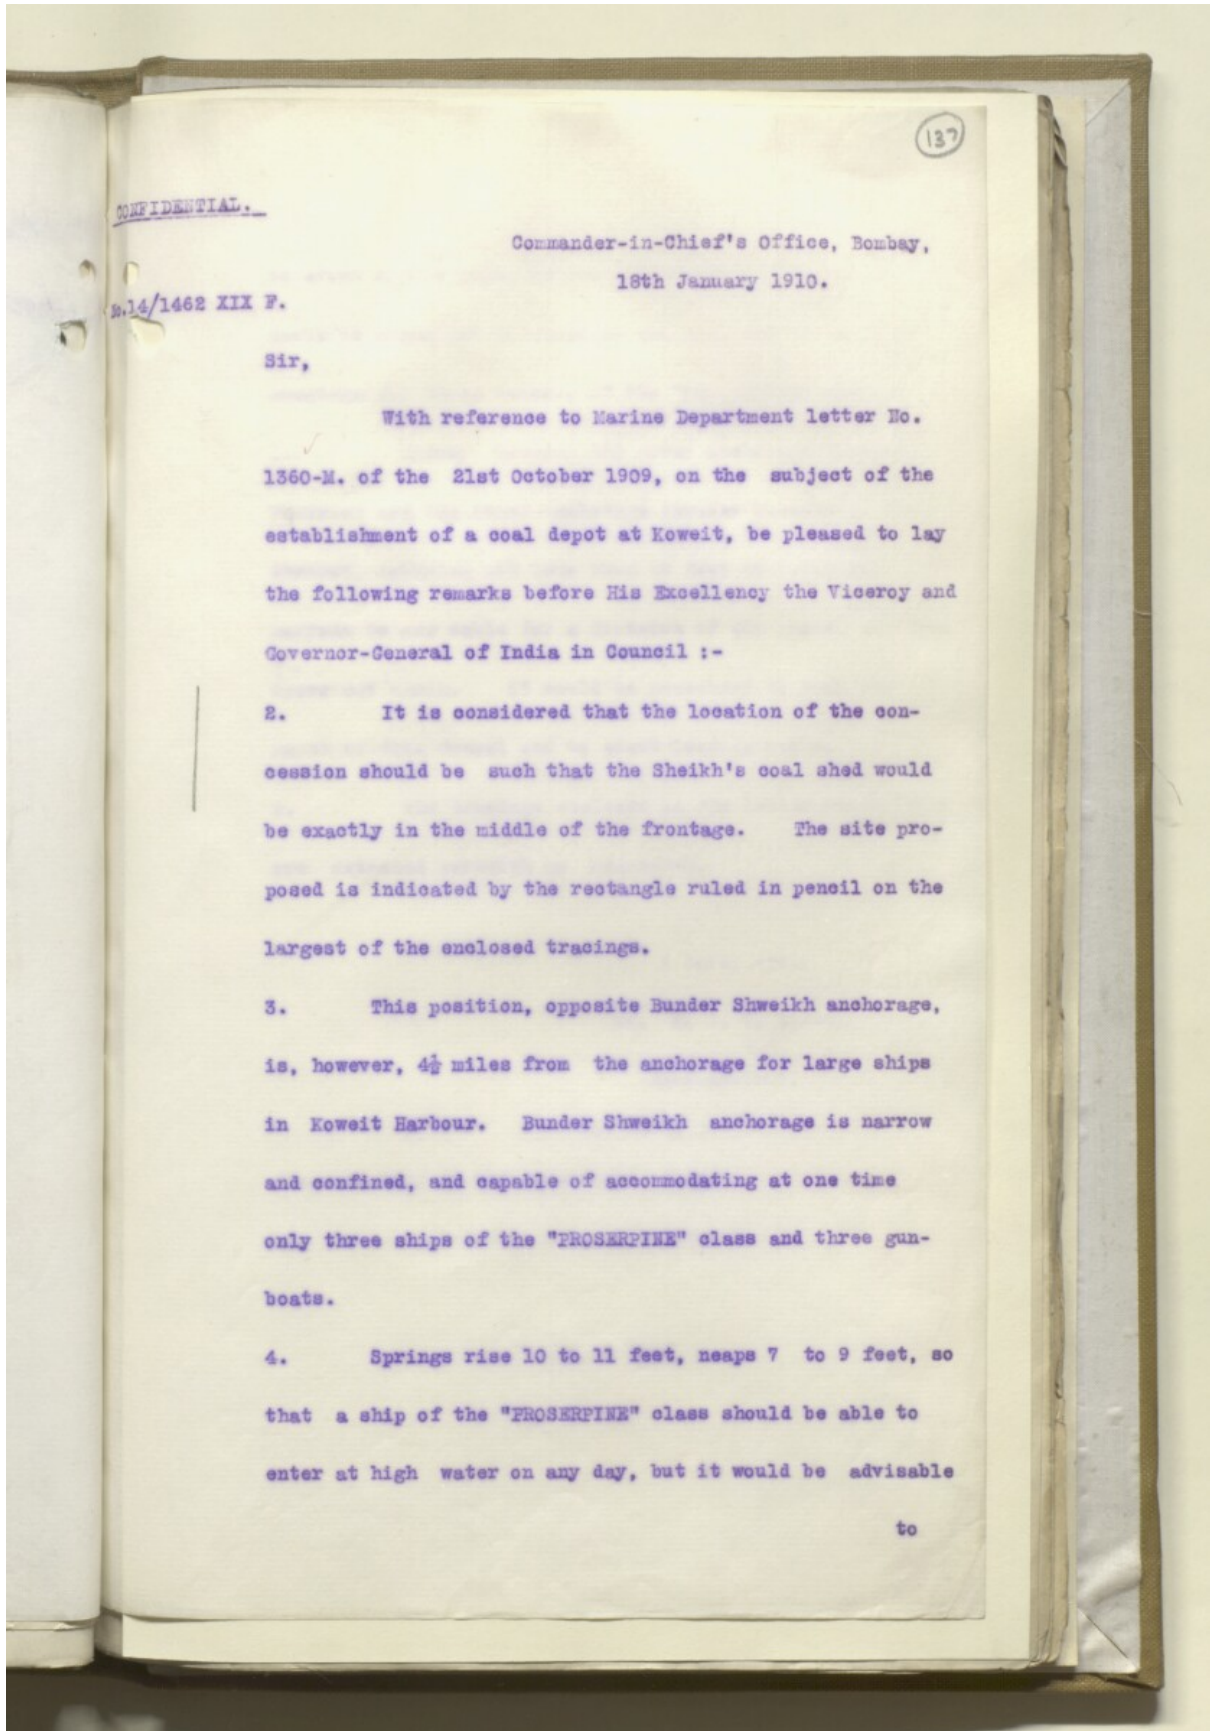 137
CONFIDENTIAL.
Commander-in-Chief's Office, Bombay,
18th January 1910.
No.14/1462 XIX F.
Sir,
With reference to Marine Department letter No.
1360-M. of the 21st October 1909, on the subject of the
establishment of a coal depot at Koweit, be pleased to lay
the following remarks before His Excellency the Viceroy and
Governor-General of India in Council :-
2. It is considered that the location of the con-
cession should be such that the Sheikh's coal shed would
be exactly in the middle of the frontage. The site pro-
posed is indicated by the rectangle ruled in pencil on the
largest of the enclosed tracings.
3. This position, opposite Bunder Shweikh anchorage,
is, however, 4½ miles from the anchorage for large ships
in Koweit Harbour. Bunder Shweikh anchorage is narrow
and confined, and capable of accommodating at one time
only three ships of the "PROSERPINE" class and three gun-
boats.
4. Springs rise 10 to 11 feet, neaps 7 to 9 feet, so
that a ship of the "PROSERPINE" class should be able to
enter at high water on any day, but it would be advisable
to